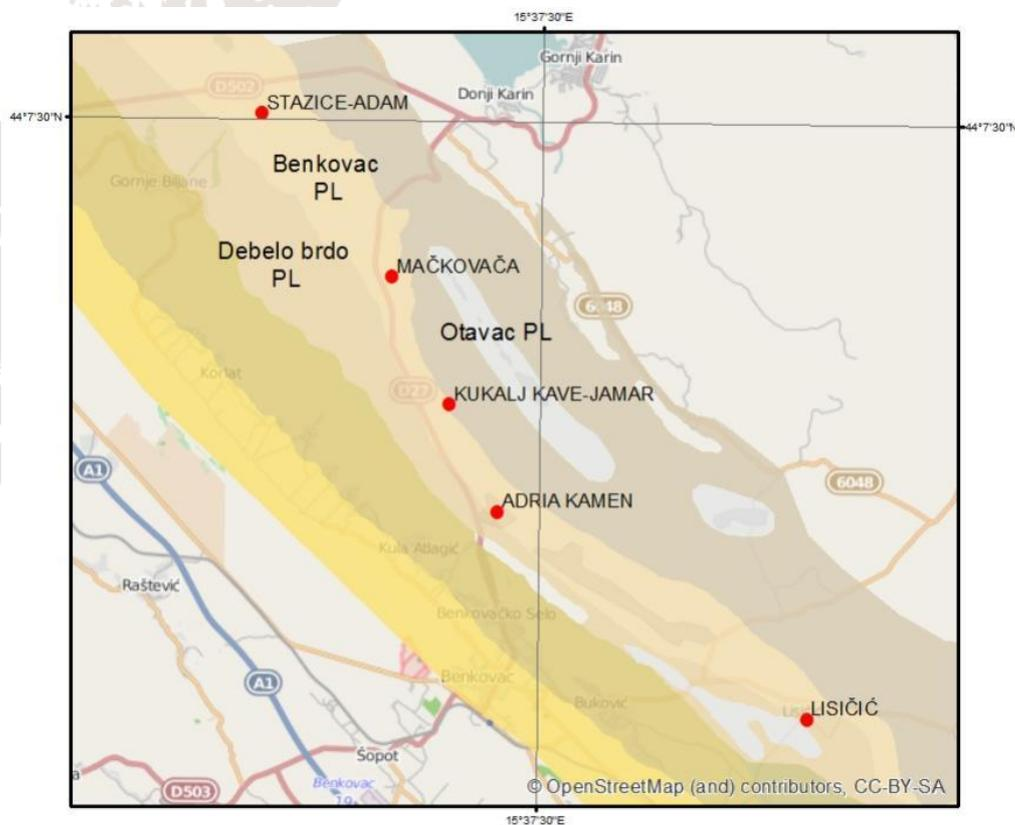 15°37'30"E
Gornji Karin
D502
Donji Karin
STAZICE-ADAM
44°7'30"N
44°7'30"N
Benkovac
PL
Gornje Biljane
Debelo brdo
PL
MAČKOVAČA
6048
Otavac PL
Korlat
D27
KUKALJ KAVE-JAMAR
A1
6048
ADRIA KAMEN
Kula Atlagić
Raštević
Benkovačko Selo
A1
Benkovac
Buković
LISIČIĆ
Šopot
a
Benkovac
19
D503
© OpenStreetMap (and) contributors, CC-BY-SA
15°37'30"E